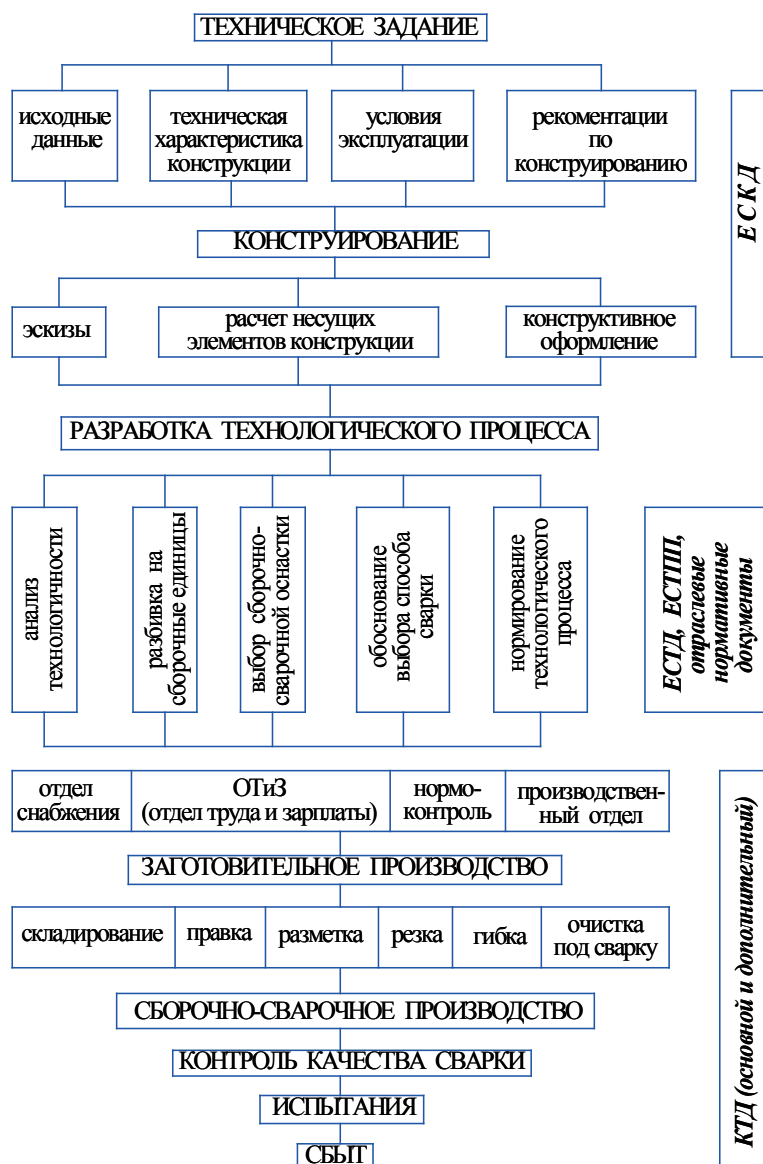 ТЕХНИЧЕСКОЕ ЗАДАНИЕ
исходные
данные
техническая
характеристика
конструкции
условия
эксплуатации
рекоментации
по
конструированию
ЕСКД
КОНСТРУИРОВАНИЕ
эскизы
расчет несущих
элементов конструкции
конструктивное
оформление
РАЗРАБОТКА ТЕХНОЛОГИЧЕСКОГО ПРОЦЕССА
анализ
технологичности
разбивка на
сборочные единицы
выбор сборочно-
сварочной оснастки
обоснование
выбора способа
сварки
нормирование
технологического
процесса
ЕСТД, ЕСТПП,
отраслевые
нормативные
документы
отдел
снабжения
ОТиЗ
(отдел труда и зарплаты)
нормо-
контроль
производствен-
ный отдел
ЗАГОТОВИТЕЛЬНОЕ ПРОИЗВОДСТВО
складирование
правка
разметка
резка
гибка
очистка
под сварку
СБОРОЧНО-СВАРОЧНОЕ ПРОИЗВОДСТВО
КОНТРОЛЬ КАЧЕСТВА СВАРКИ
ИСПЫТАНИЯ
СБЫТ
КТД (основной и дополнительный)